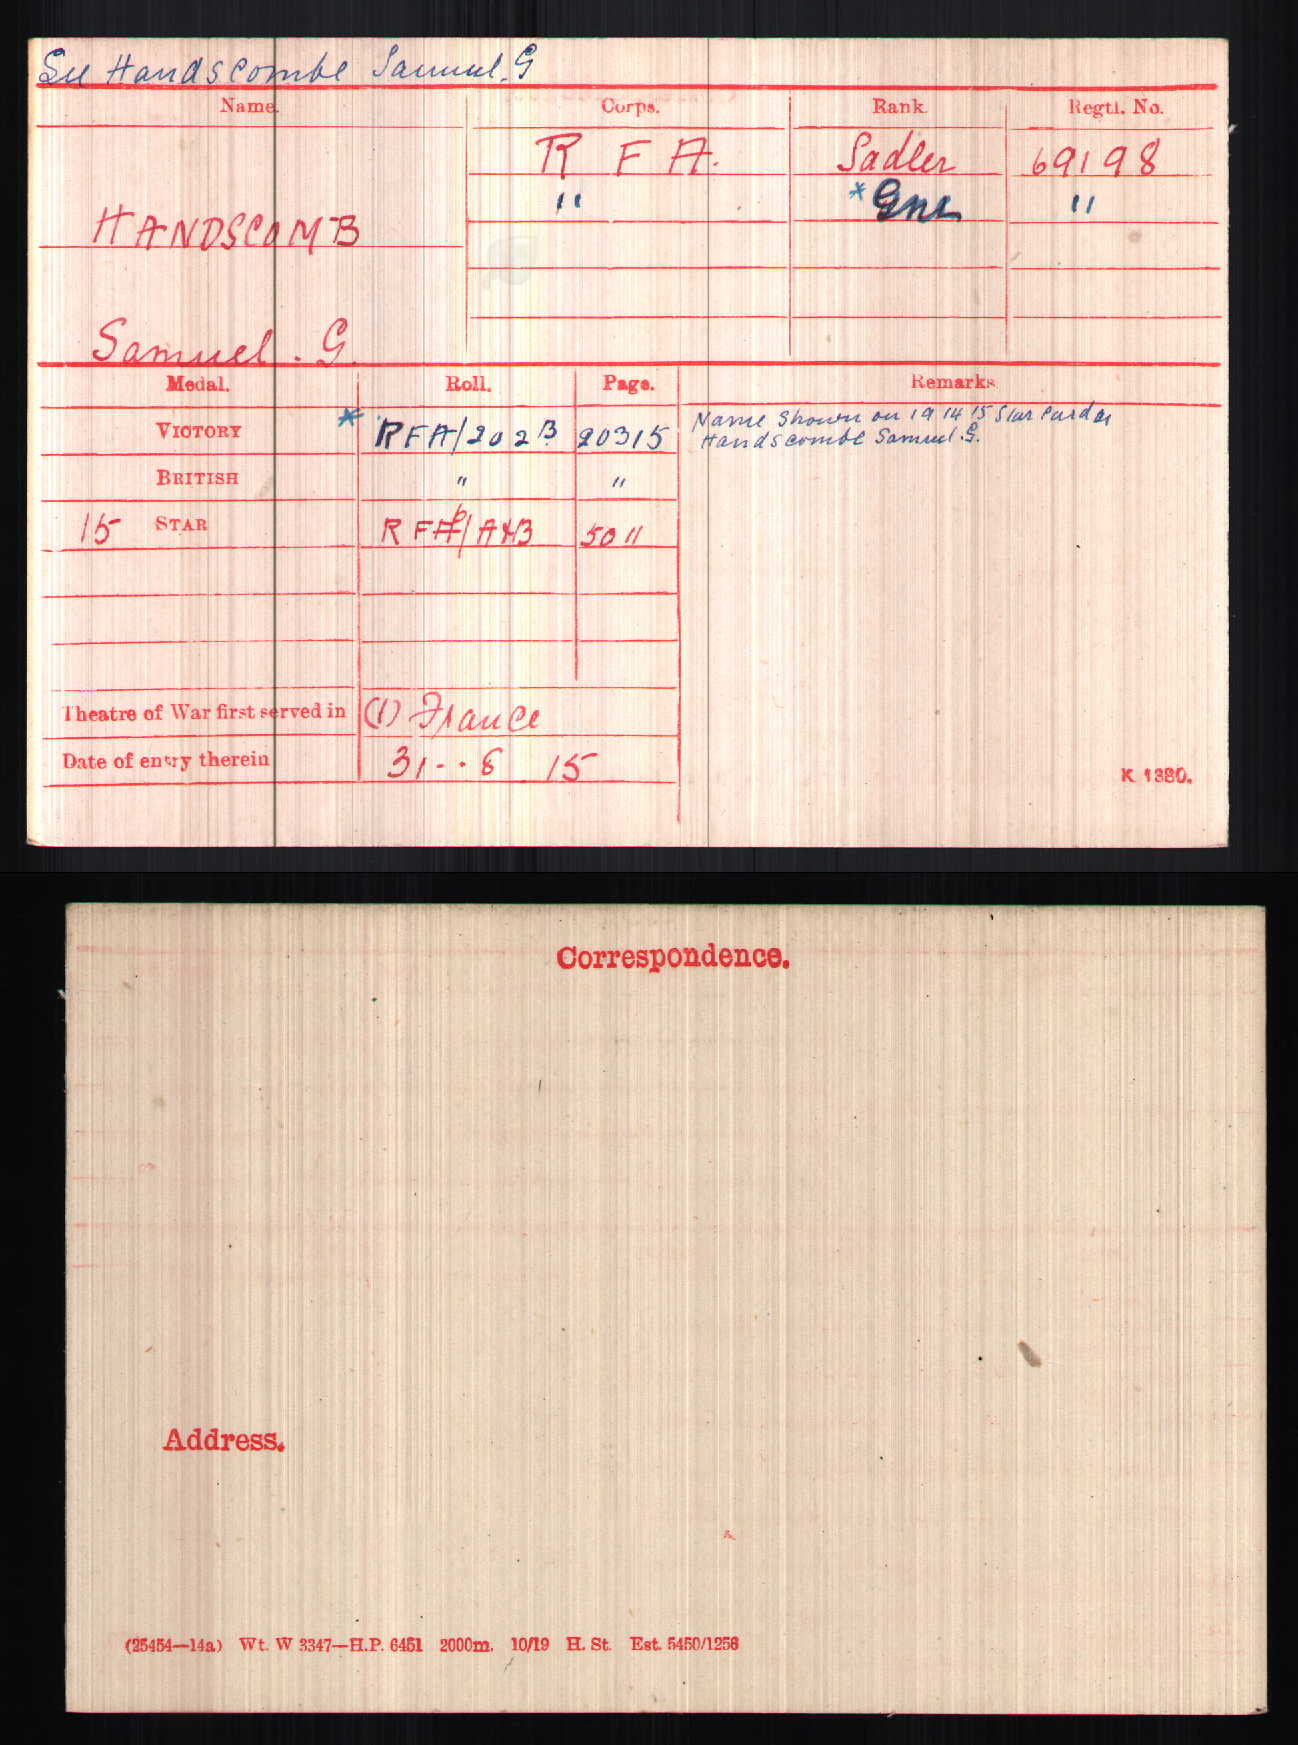 See Handscombe Samuel. G
Name. Corps. Rank. Regtl. No.
R F A. Sadler 69198
" * Gnr "
HANDSCOMB
Samuel. G.
Medal. Roll. Page. Remarks
VICTORY * RFA/202B 20315 Name Shown on 1914 15 Star Card as
Handscombe Samuel. G.
BRITISH " "
15 STAR RFA/ 5011
Theatre of War first served in (1) France
Date of entry therein 31 - . 8 15
K 1380.
Correspondence.
Address.
(25454—14a) Wt. W 3347—H.P. 6451 2000m. 10/19 H. St. Est. 5450/1256